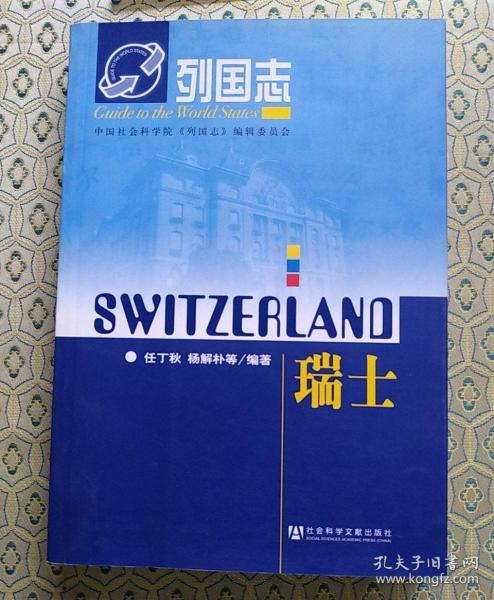 GUIDE TO THE WORLD STATES
列国志
Guide to the World States
中国社会科学院《列国志》编辑委员会
SWITZERLAND
任丁秋 杨解朴等/编著
瑞士
社会科学文献出版社
SOCIAL SCIENCES ACADEMIC PRESS (CHINA)
孔夫子旧书网
www.kongfz.com